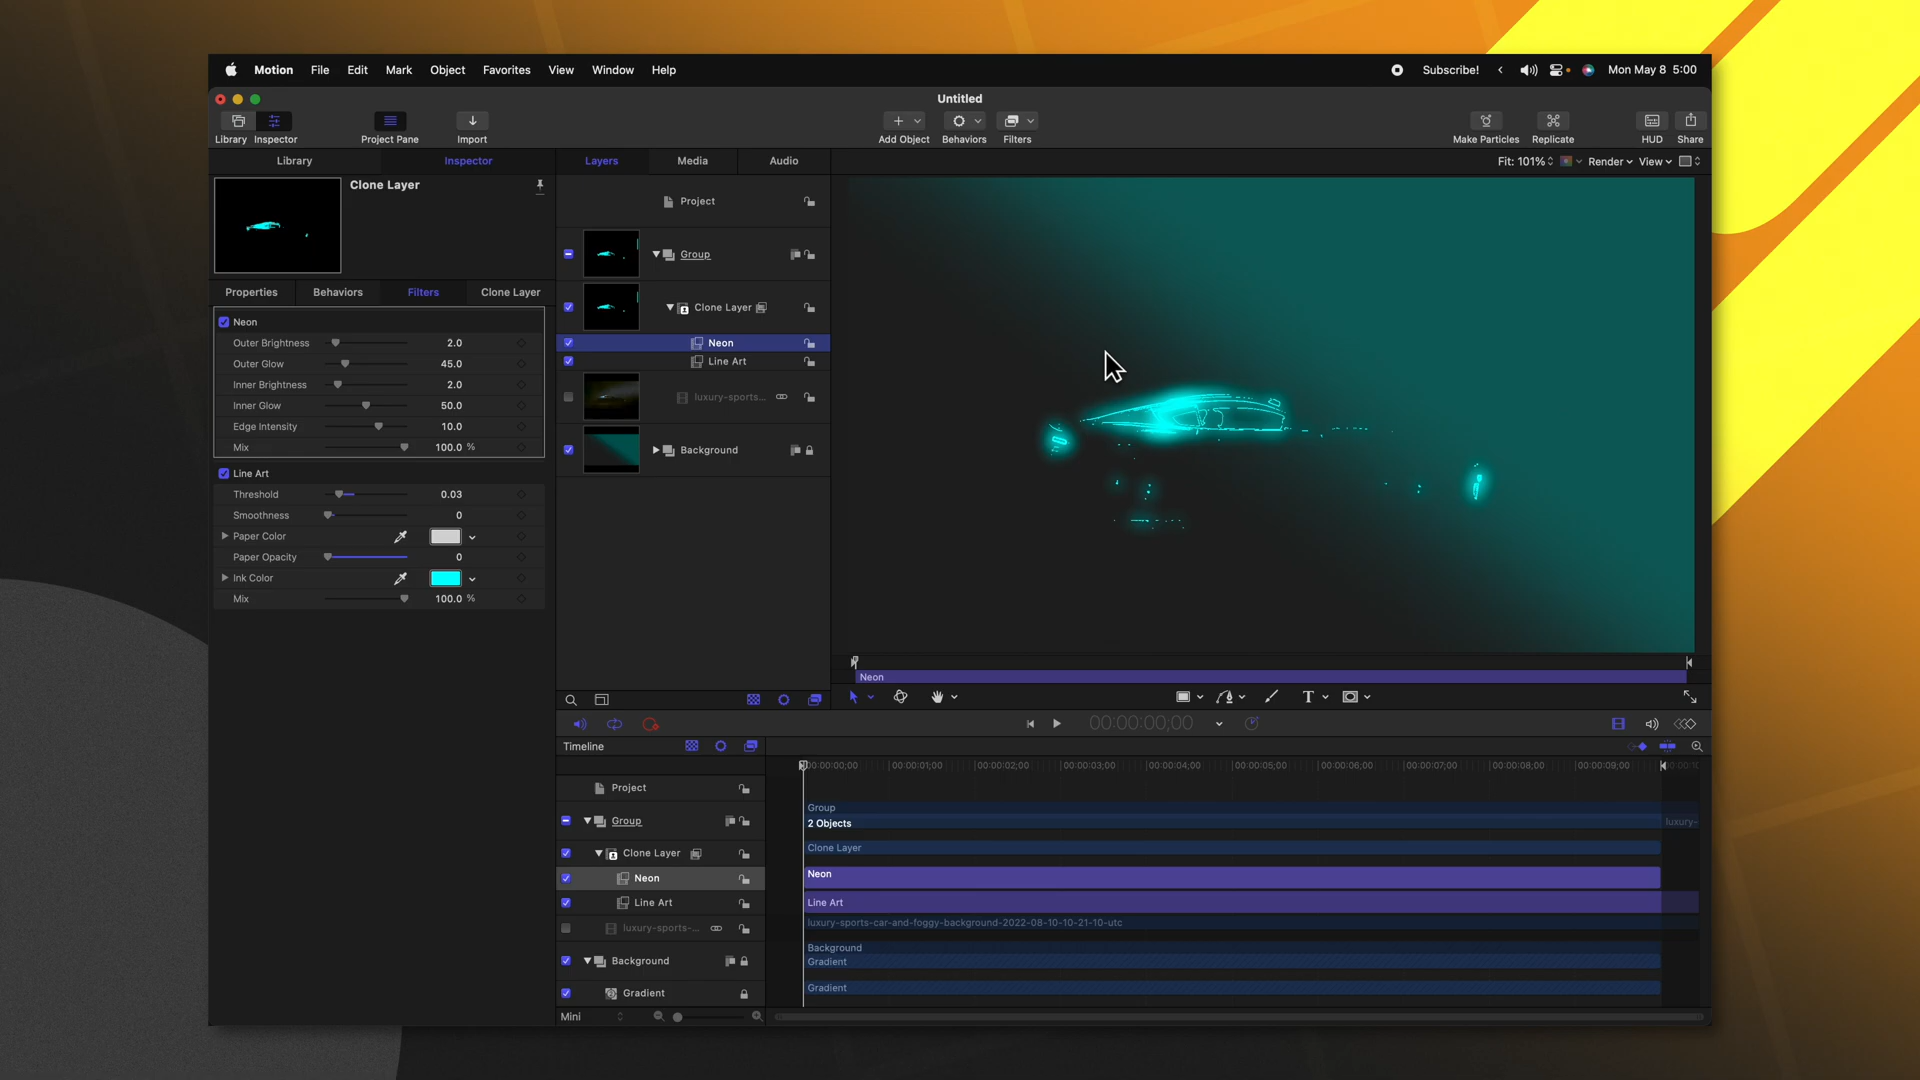 Motion File Edit Mark Object Favorites View Window Help
Subscribe! Mon May 8 5:00
Untitled
Library Inspector Project Pane Import
Add Object Behaviors Filters
Make Particles Replicate HUD Share
Library Inspector
Layers Media Audio
Fit: 101% Render View
Clone Layer
Properties Behaviors Filters Clone Layer
Neon
Outer Brightness 2.0
Outer Glow 45.0
Inner Brightness 2.0
Inner Glow 50.0
Edge Intensity 10.0
Mix 100.0 %
Line Art
Threshold 0.03
Smoothness 0
Paper Color
Paper Opacity 0
Ink Color
Mix 100.0 %
Project
Group
Clone Layer
Neon
Line Art
luxury-sports...
Background
Neon
T
00:00:00;00
Timeline
00:00:00;00 00:00:01;00 00:00:02;00 00:00:03;00 00:00:04;00 00:00:05;00 00:00:06;00 00:00:07;00 00:00:08;00 00:00:09;00
Project
Group
Clone Layer
Neon
Line Art
luxury-sports-...
Background
Gradient
Mini
Group
2 Objects
luxury-
Clone Layer
Neon
Line Art
luxury-sports-car-and-foggy-background-2022-08-10-10-21-10-utc
Background
Gradient
Gradient